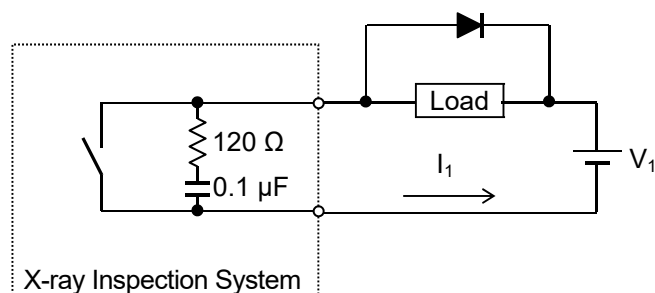 Load
120 Ω
0.1 μF
I₁
V₁
X-ray Inspection System